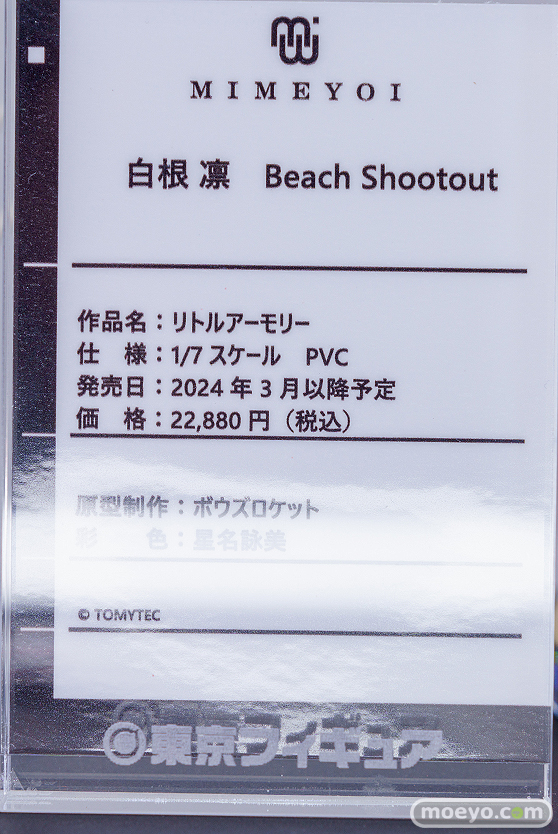 MIMEYOI
白根 凛　Beach Shootout
作品名：リトルアーモリー
仕　様：1/7 スケール　PVC
発売日：2024 年 3 月以降予定
価　格：22,880 円（税込）
原型制作：ボウズロケット
彩　　色：星名詠美
© TOMYTEC
東京フィギュア
moeyo.com